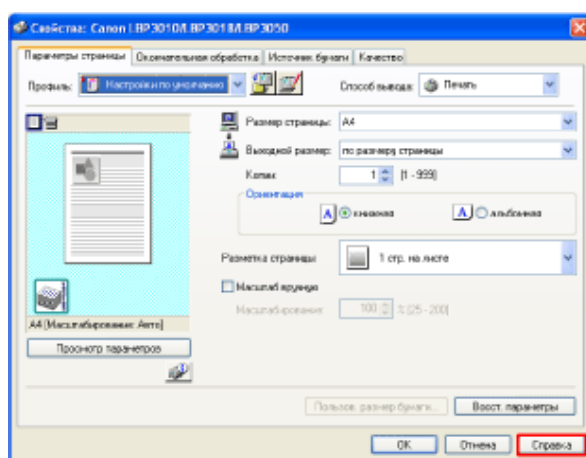 Свойства: Canon LBP3010/LBP3018/LBP3050
Параметры страницы Окончательная обработка Источник бумаги Качество
Профиль: Настройки по умолчанию Способ вывода: Печать
Размер страницы: A4
Выходной размер: по размеру страницы
Копии: 1 [1 - 999]
Ориентация
A книжная A альбомная
Разметка страницы: 1 стр. на листе
Масштаб вручную
Масштабирование: 100 % [25 - 200]
A4 [Масштабирование: Авто]
Просмотр параметров
Пользов. размер бумаги... Восст. параметры
OK Отмена Справка